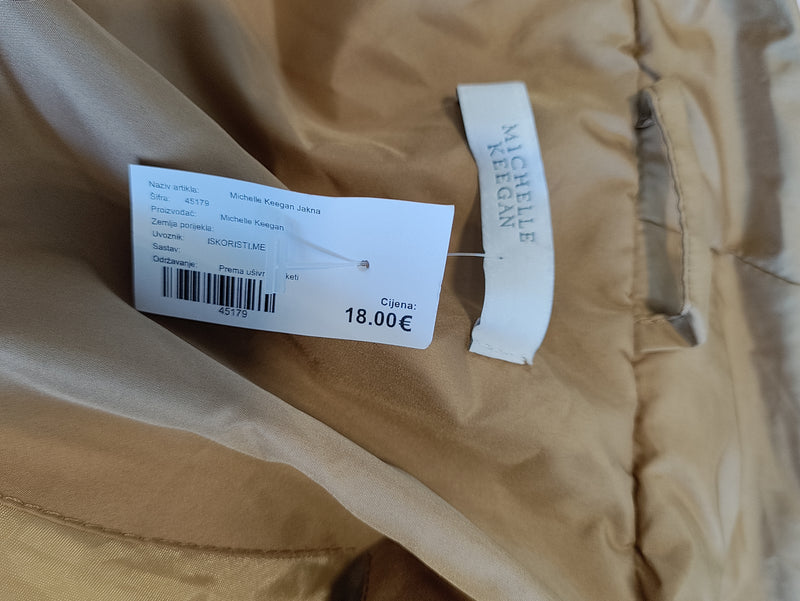 Naziv artikla: Michelle Keegan Jakna
Šifra: 45179
Proizvođač: Michelle Keegan
Zemlja porijekla:
Uvoznik: ISKORISTI.ME
Sastav:
Održavanje: Prema ušivr keti
45179
Cijena:
18.00€
MICHELLE
KEEGAN